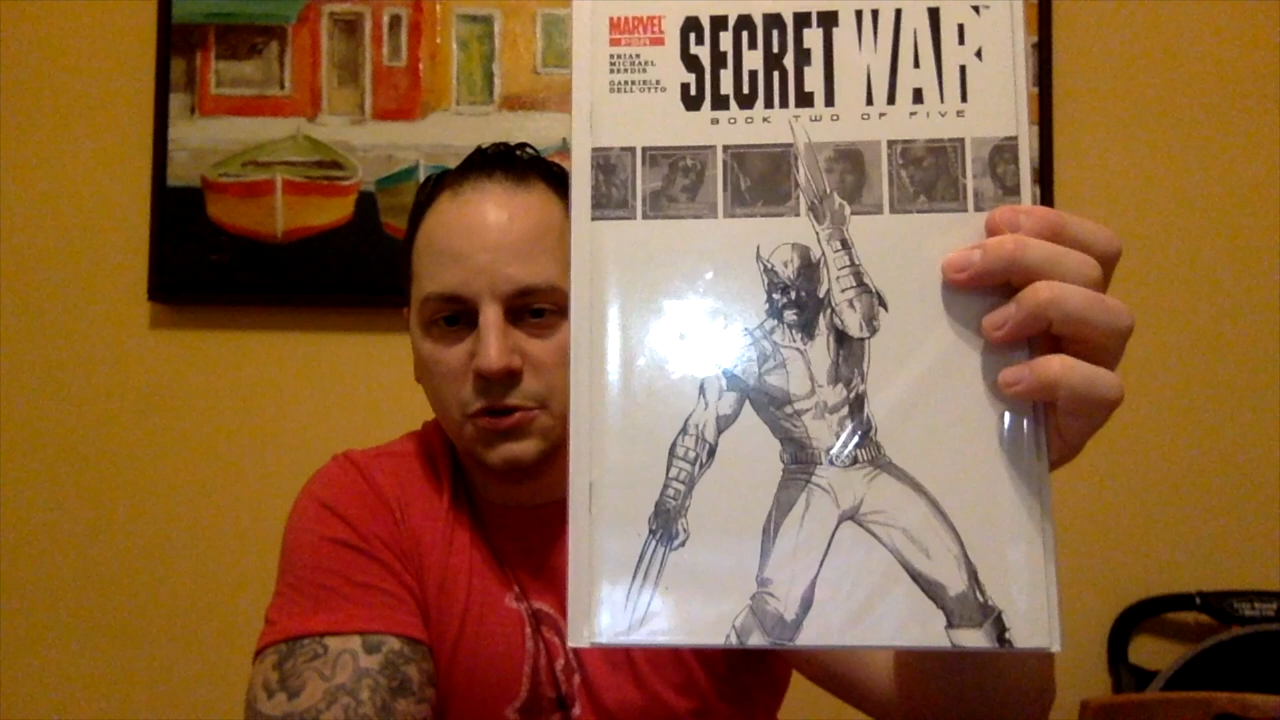 MARVEL
SECRET WAR
BRIAN
MICHAEL
BENDIS
GABRIELE
DELL'OTTO
BOOK TWO OF FIVE